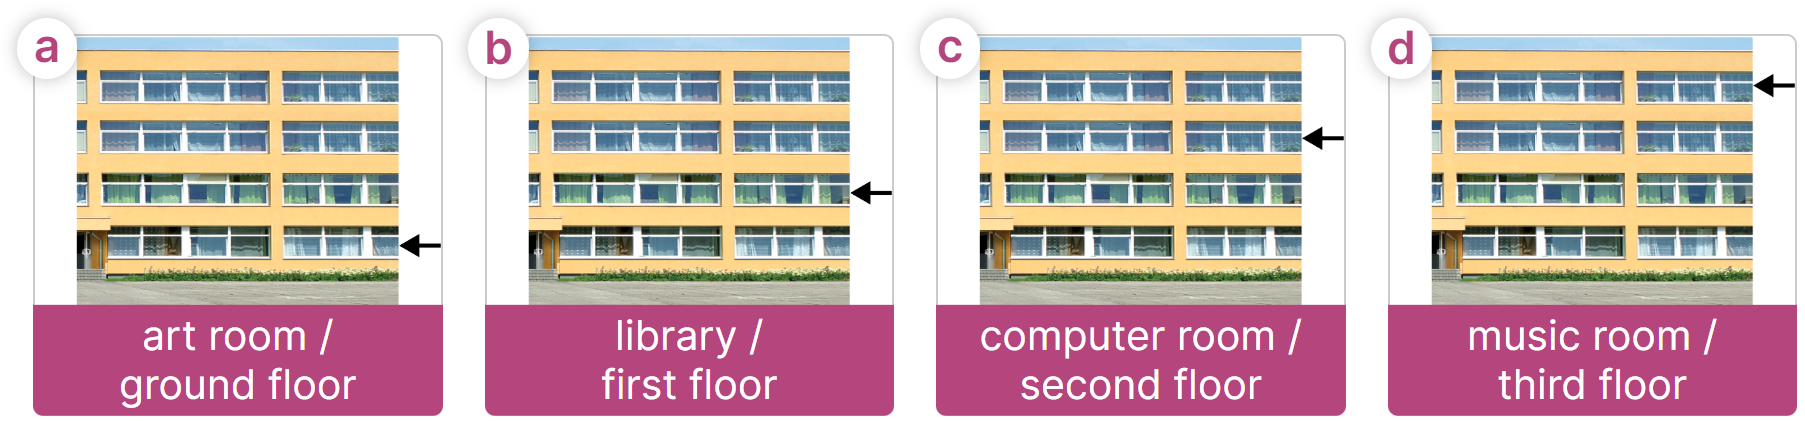 a
art room /
ground floor
b
library /
first floor
c
computer room /
second floor
d
music room /
third floor